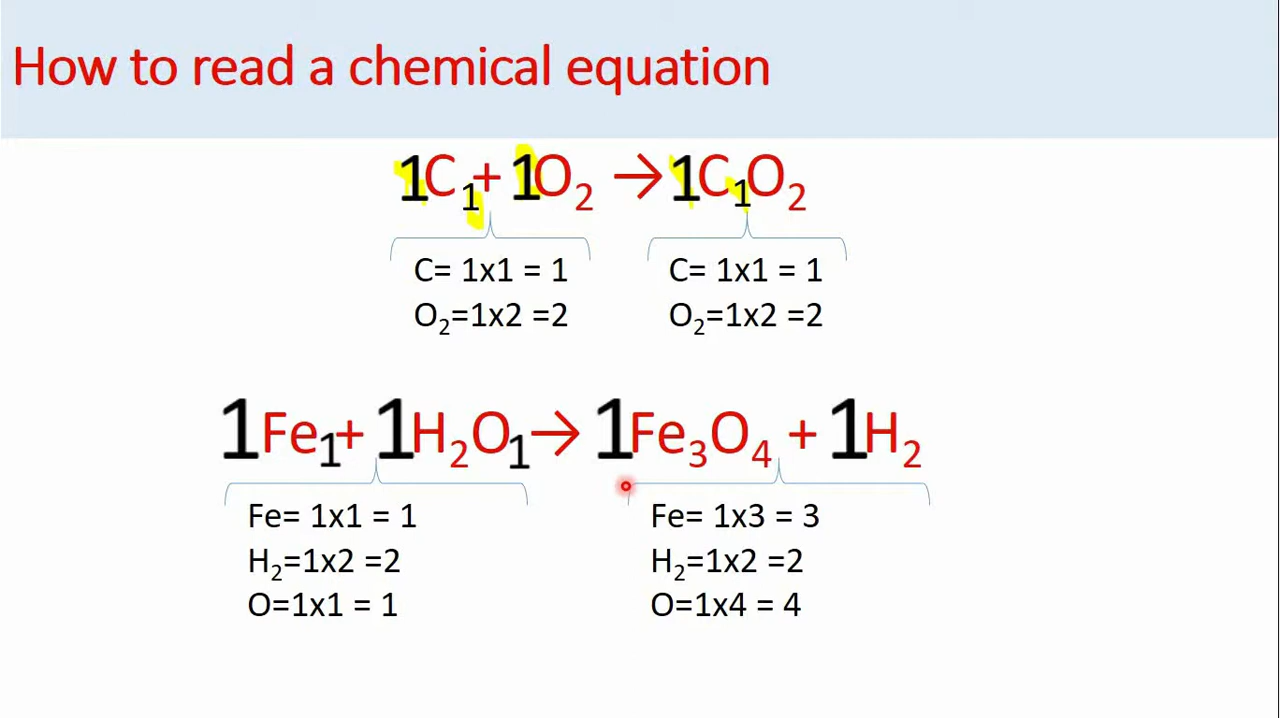 How to read a chemical equation
1C₁+ 1O₂ → 1C₁O₂
C= 1x1 = 1
O₂=1x2 =2
C= 1x1 = 1
O₂=1x2 =2
1Fe₁+ 1H₂O₁→ 1Fe₃O₄ + 1H₂
Fe= 1x1 = 1
H₂=1x2 =2
O=1x1 = 1
Fe= 1x3 = 3
H₂=1x2 =2
O=1x4 = 4